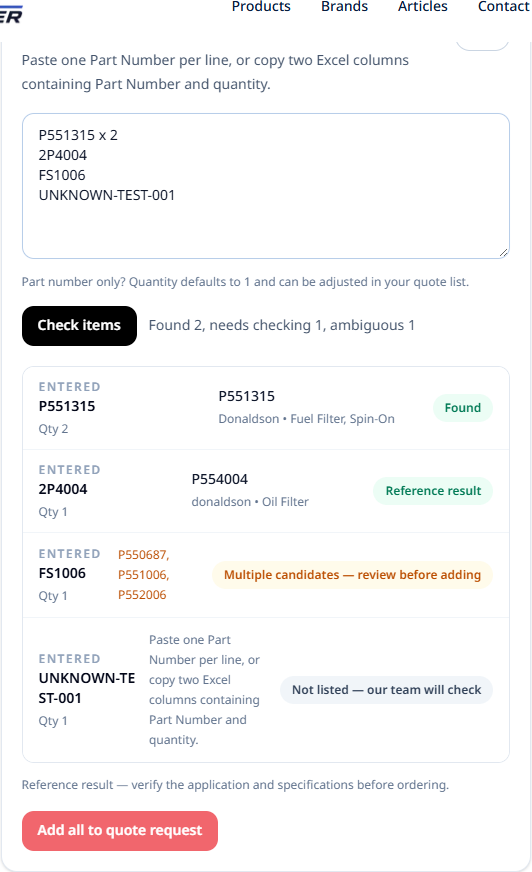 ER
Products Brands Articles Contact
Paste one Part Number per line, or copy two Excel columns
containing Part Number and quantity.
P551315 x 2
2P4004
FS1006
UNKNOWN-TEST-001
Part number only? Quantity defaults to 1 and can be adjusted in your quote list.
Check items
Found 2, needs checking 1, ambiguous 1
ENTERED
P551315
Qty 2
P551315
Donaldson • Fuel Filter, Spin-On
Found
ENTERED
2P4004
Qty 1
P554004
donaldson • Oil Filter
Reference result
ENTERED
FS1006
Qty 1
P550687,
P551006,
P552006
Multiple candidates — review before adding
ENTERED
UNKNOWN-TE
ST-001
Qty 1
Paste one Part
Number per line, or
copy two Excel
columns containing
Part Number and
quantity.
Not listed — our team will check
Reference result — verify the application and specifications before ordering.
Add all to quote request